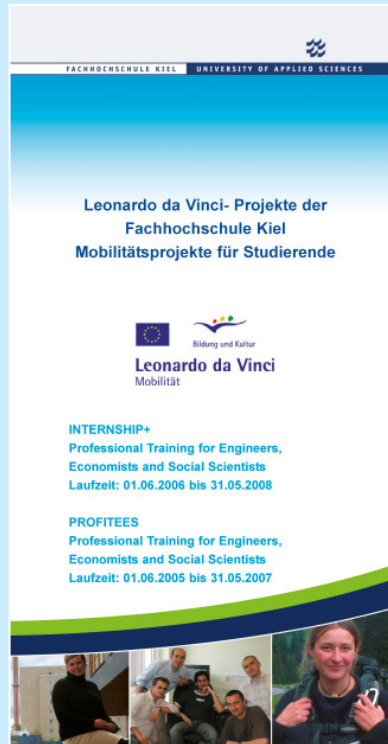 FACHHOCHSCHULE KIEL UNIVERSITY OF APPLIED SCIENCES
Leonardo da Vinci- Projekte der
Fachhochschule Kiel
Mobilitätsprojekte für Studierende
Bildung und Kultur
Leonardo da Vinci
Mobilität
INTERNSHIP+
Professional Training for Engineers,
Economists and Social Scientists
Laufzeit: 01.06.2006 bis 31.05.2008
PROFITEES
Professional Training for Engineers,
Economists and Social Scientists
Laufzeit: 01.06.2005 bis 31.05.2007